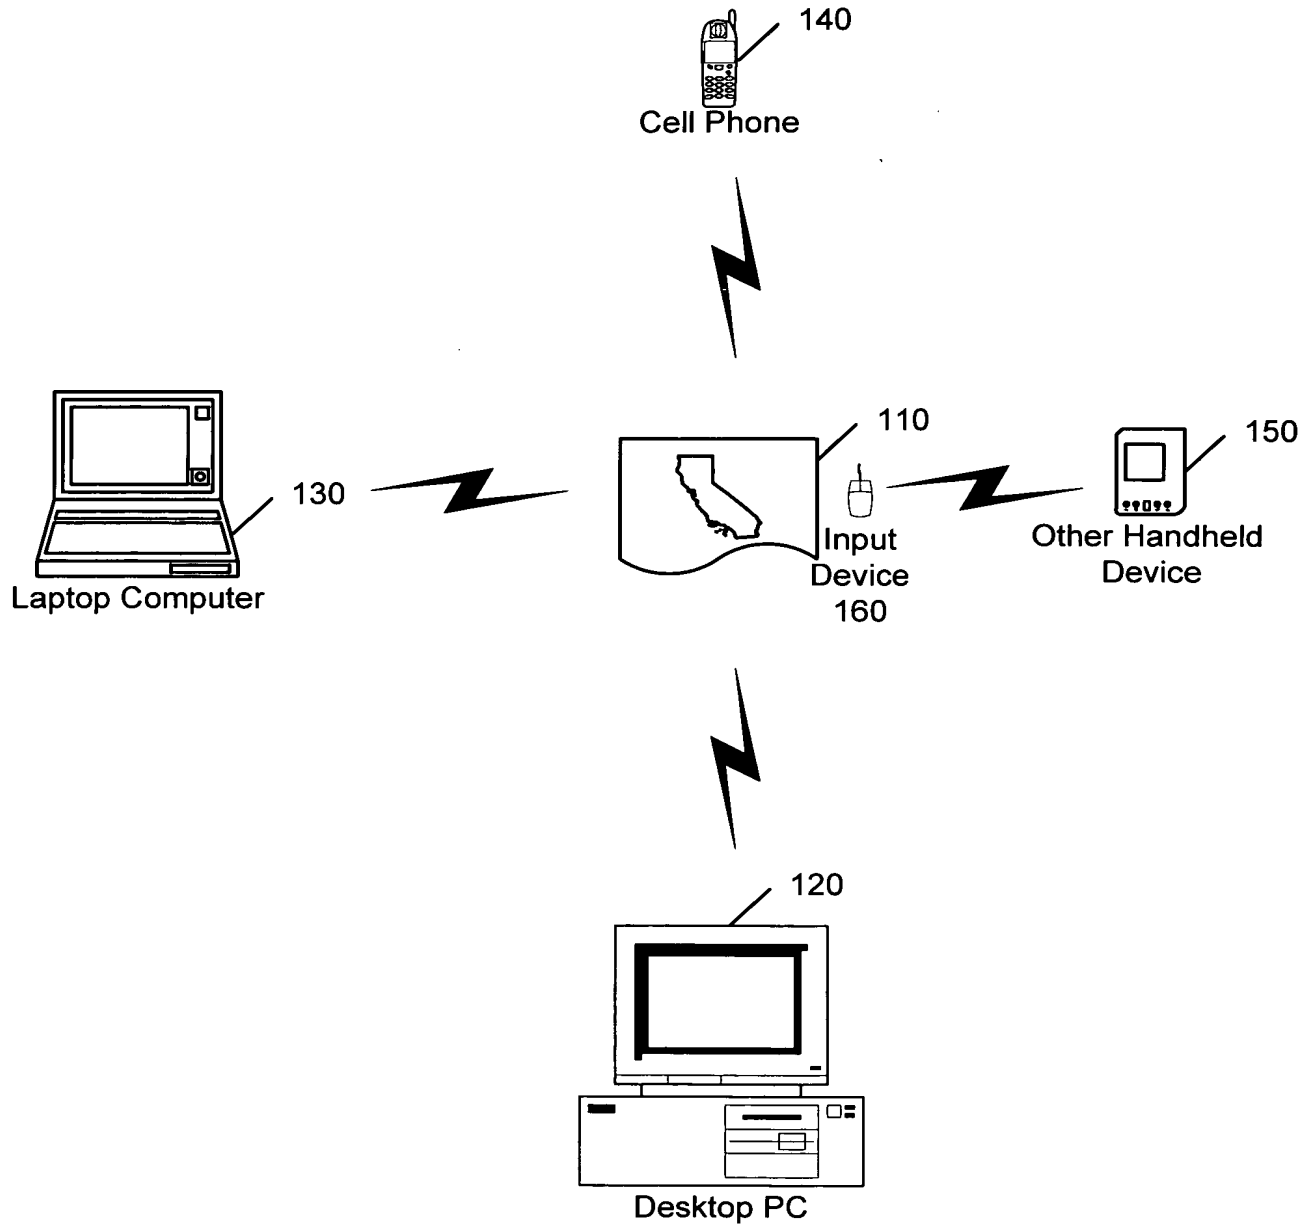 140
Cell Phone
110
150
130
Input
Device
160
Other Handheld
Device
Laptop Computer
120
Desktop PC